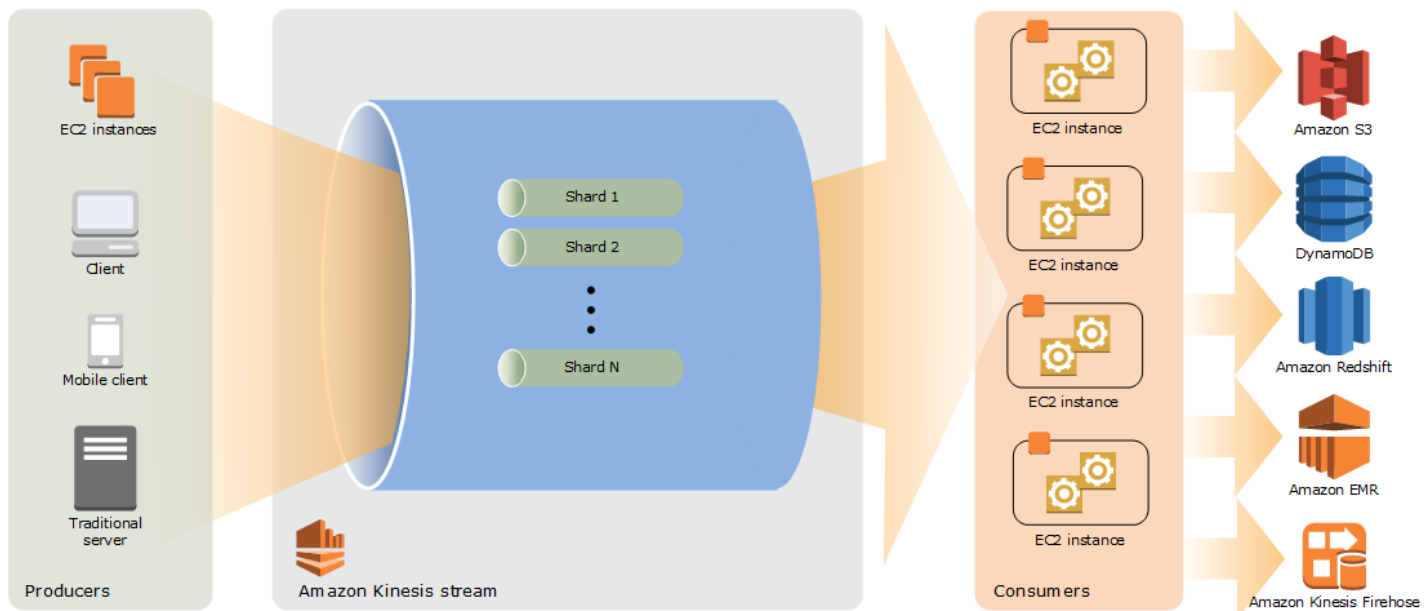 EC2 instances
Client
Mobile client
Traditional
server
Producers
Shard 1
Shard 2
Shard N
Amazon Kinesis stream
EC2 instance
EC2 instance
EC2 instance
EC2 instance
Consumers
Amazon S3
DynamoDB
Amazon Redshift
Amazon EMR
Amazon Kinesis Firehose